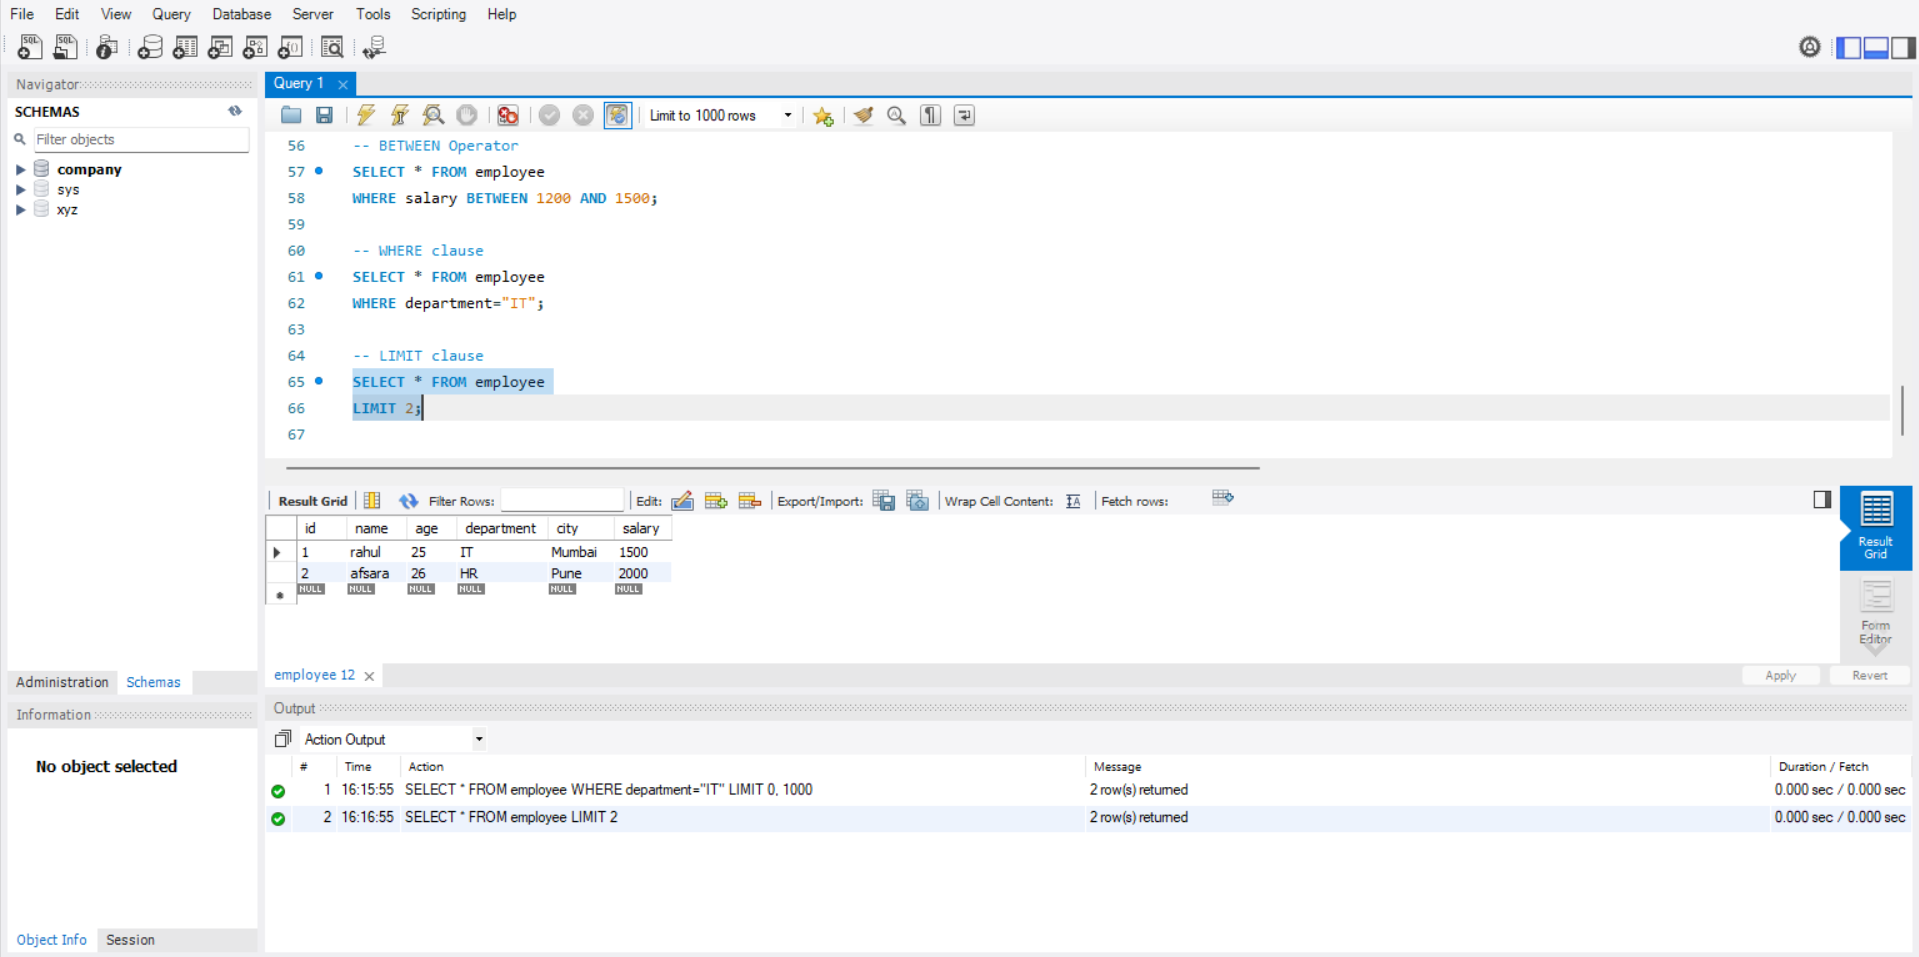 File Edit View Query Database Server Tools Scripting Help
Navigator
SCHEMAS
Filter objects
company
sys
xyz
Administration Schemas
Information
No object selected
Object Info Session
Query 1
Limit to 1000 rows
56 -- BETWEEN Operator
57 SELECT * FROM employee
58 WHERE salary BETWEEN 1200 AND 1500;
59
60 -- WHERE clause
61 SELECT * FROM employee
62 WHERE department="IT";
63
64 -- LIMIT clause
65 SELECT * FROM employee
66 LIMIT 2;
67
Result Grid Filter Rows: Edit: Export/Import: Wrap Cell Content: Fetch rows:
id name age department city salary
1 rahul 25 IT Mumbai 1500
2 afsara 26 HR Pune 2000
NULL NULL NULL NULL NULL NULL
Result
Grid
Form
Editor
employee 12
Apply Revert
Output
Action Output
# Time Action Message Duration / Fetch
1 16:15:55 SELECT * FROM employee WHERE department="IT" LIMIT 0, 1000 2 row(s) returned 0.000 sec / 0.000 sec
2 16:16:55 SELECT * FROM employee LIMIT 2 2 row(s) returned 0.000 sec / 0.000 sec